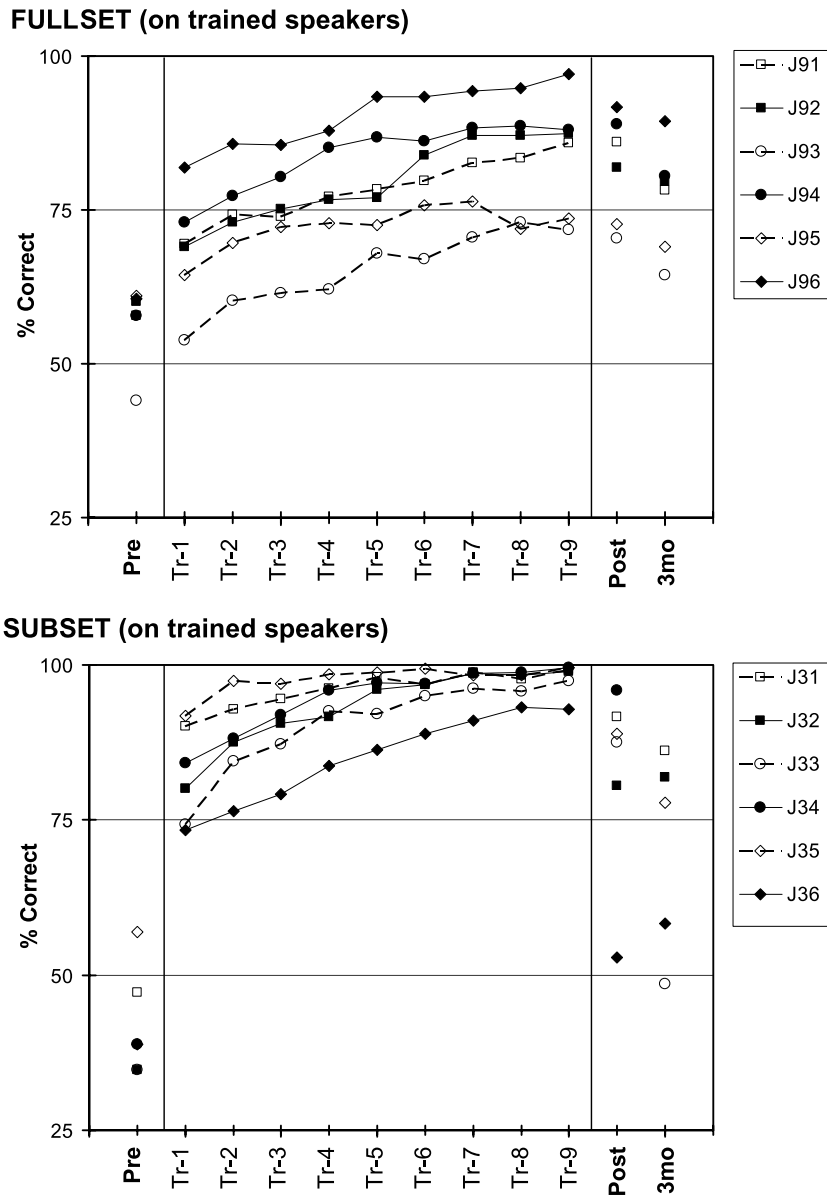 FULLSET (on trained speakers)
% Correct
100
75
50
25
Pre
Tr-1
Tr-2
Tr-3
Tr-4
Tr-5
Tr-6
Tr-7
Tr-8
Tr-9
Post
3mo
J91
J92
J93
J94
J95
J96
SUBSET (on trained speakers)
% Correct
100
75
50
25
Pre
Tr-1
Tr-2
Tr-3
Tr-4
Tr-5
Tr-6
Tr-7
Tr-8
Tr-9
Post
3mo
J31
J32
J33
J34
J35
J36